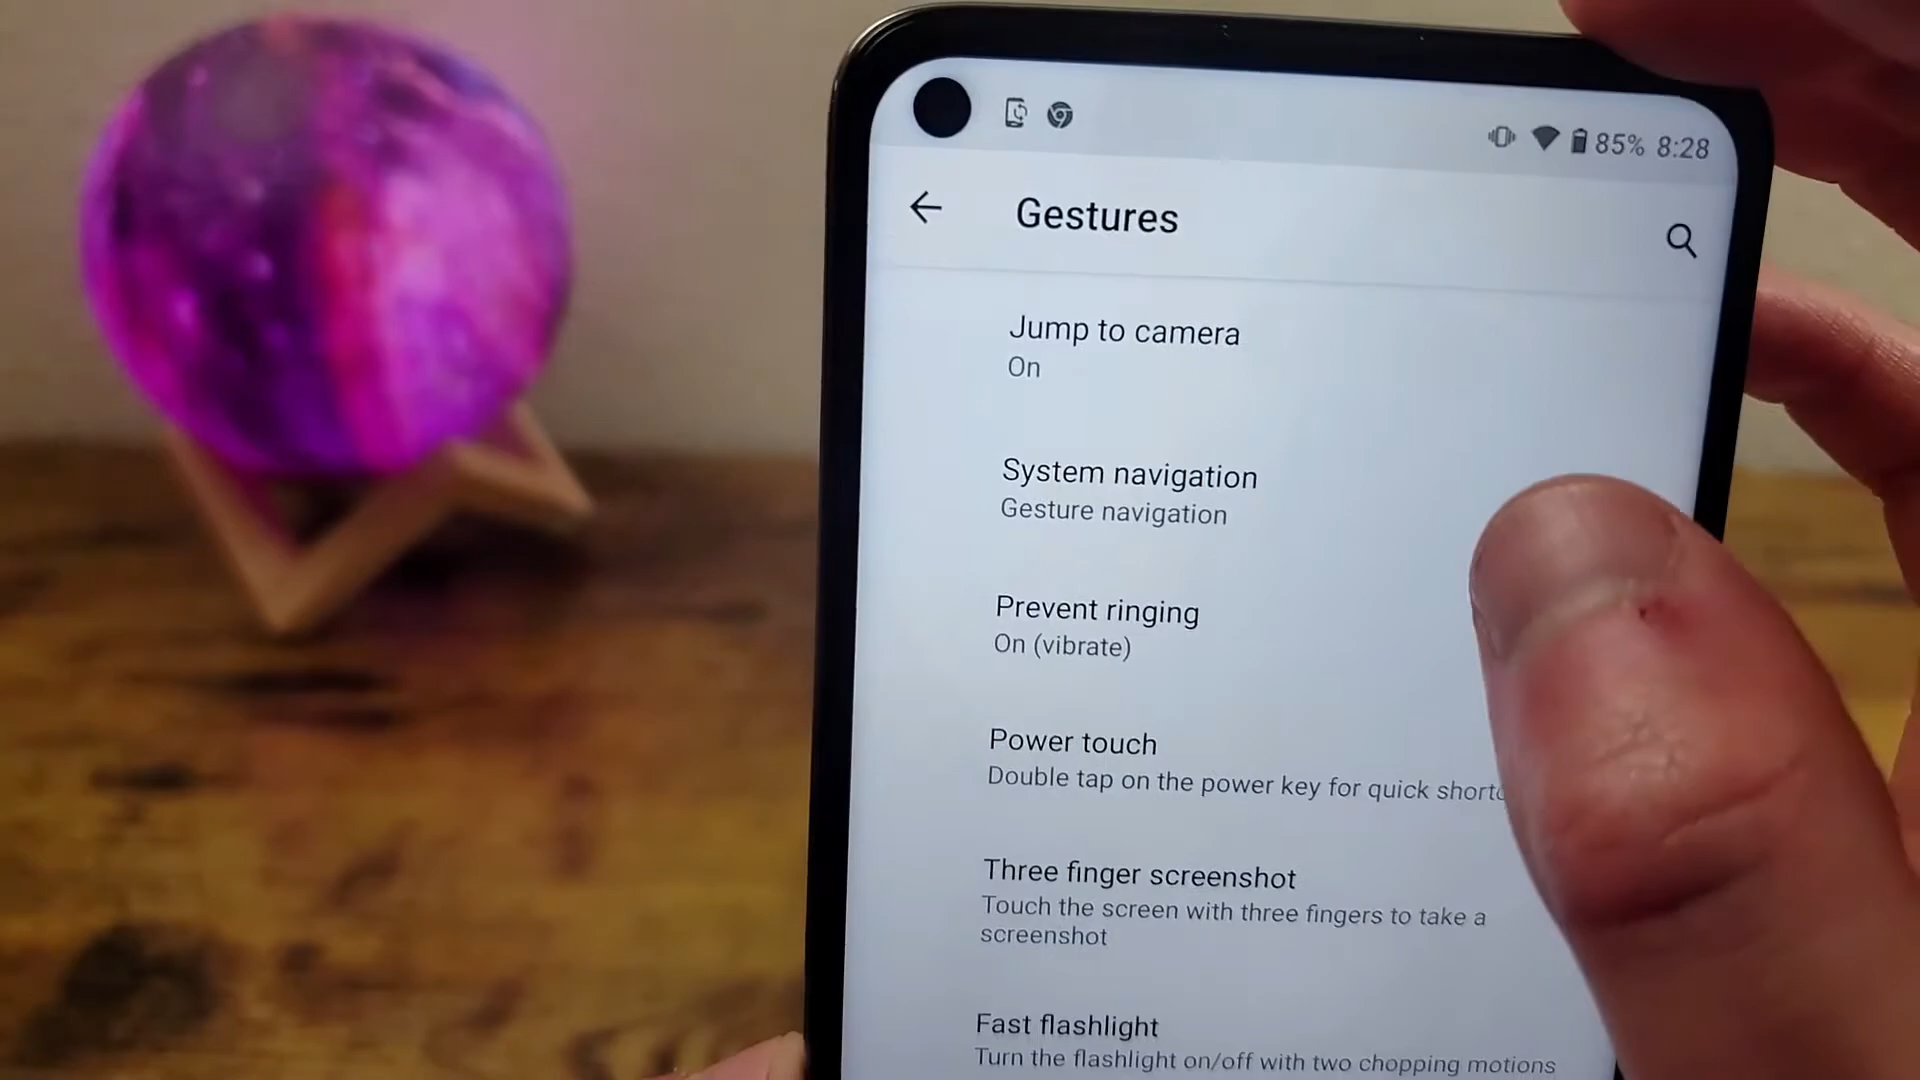 85% 8:28
Gestures
Jump to camera
On
System navigation
Gesture navigation
Prevent ringing
On (vibrate)
Power touch
Double tap on the power key for quick
Three finger screenshot
Touch the screen with three fingers to take a
screenshot
Fast flashlight
Turn the flashlight on/off with two chopping motions